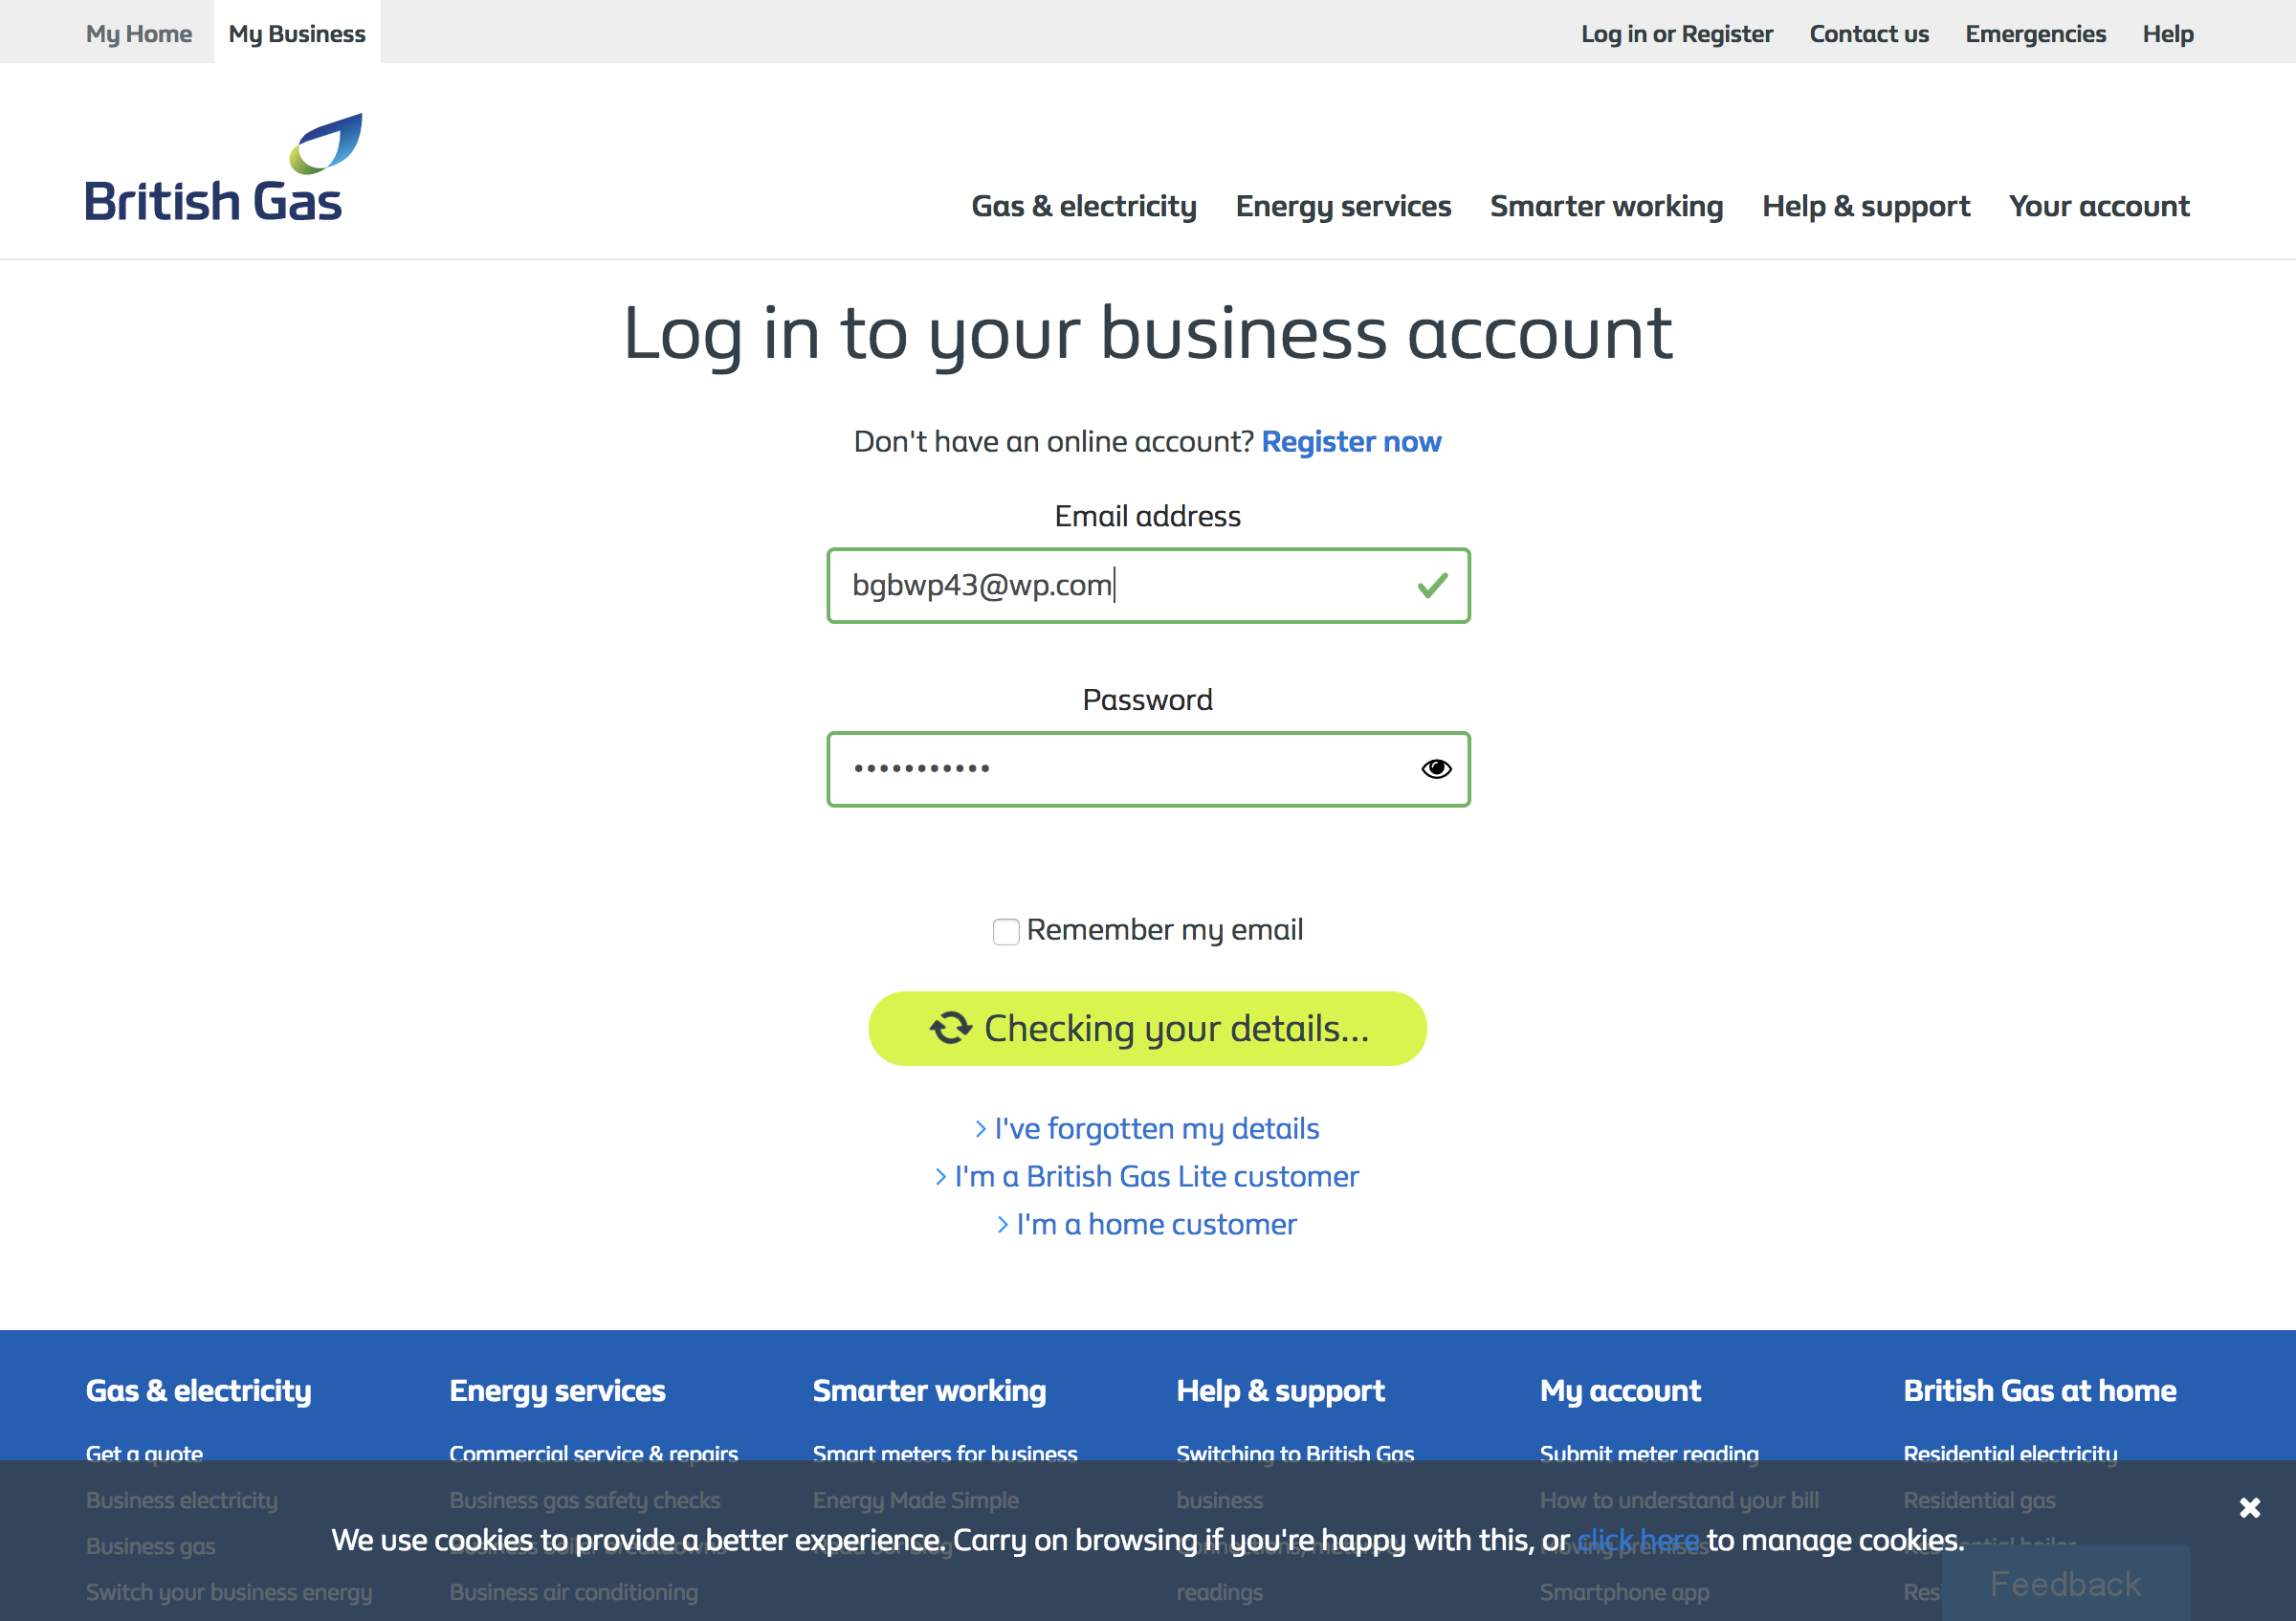 My Home My Business Log in or Register Contact us Emergencies Help
British Gas
Gas & electricity Energy services Smarter working Help & support Your account
Log in to your business account
Don't have an online account? Register now
Email address
bgbwp43@wp.com
Password
•••••••••••
Remember my email
Checking your details...
I've forgotten my details
I'm a British Gas Lite customer
I'm a home customer
Gas & electricity Energy services Smarter working Help & support My account British Gas at home
Get a quote Commercial service & repairs Smart meters for business Switching to British Gas Submit meter reading Residential electricity
Business electricity Business gas safety checks Energy Made Simple business How to understand your bill Residential gas
We use cookies to provide a better experience. Carry on browsing if you're happy with this, or click here to manage cookies.
Business gas Moving premises
Switch your business energy Business air conditioning readings Smartphone app
Feedback